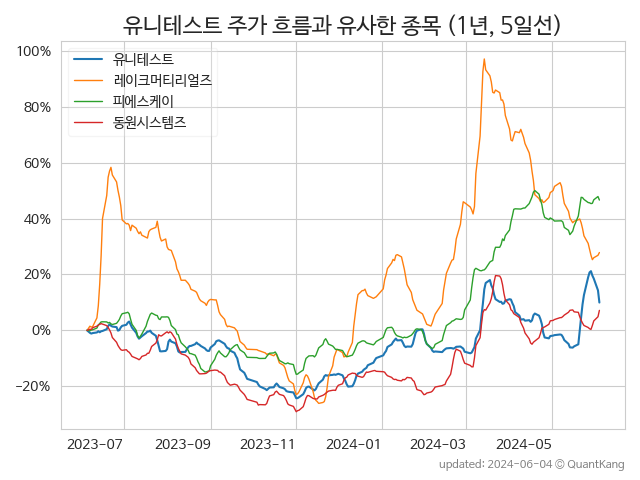 유니테스트 주가 흐름과 유사한 종목 (1년, 5일선)
유니테스트
레이크머티리얼즈
피에스케이
동원시스템즈
100%
80%
60%
40%
20%
0%
−20%
2023-07
2023-09
2023-11
2024-01
2024-03
2024-05
updated: 2024-06-04 © QuantKang